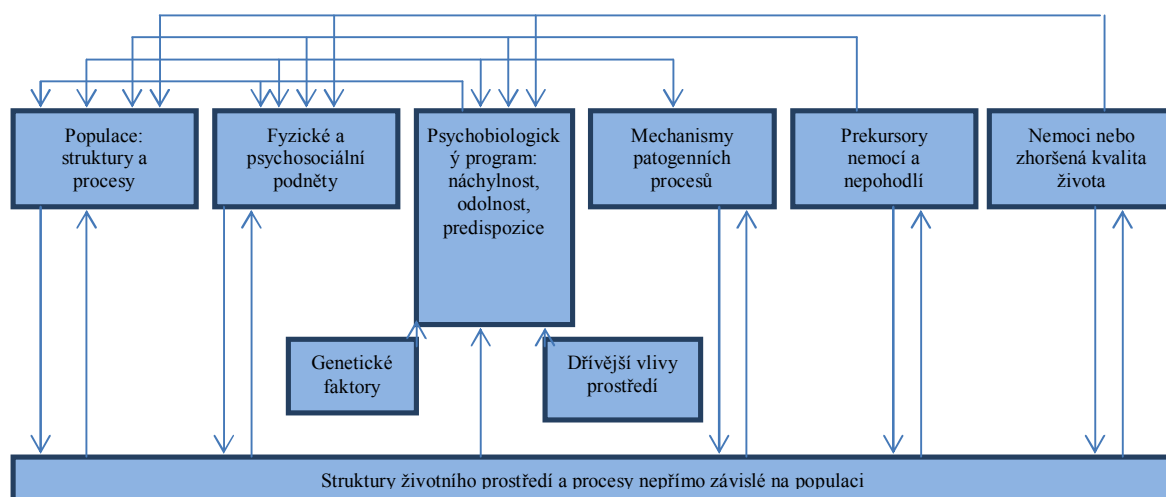 Populace:
struktury a
procesy
Fyzické a
psychosociální
podněty
Psychobiologick
ý program:
náchylnost,
odolnost,
predispozice
Mechanismy
patogenních
procesů
Prekursory
nemocí a
nepohodlí
Nemoci nebo
zhoršená kvalita
života
Genetické
faktory
Dřívější vlivy
prostředí
Struktury životního prostředí a procesy nepřímo závislé na populaci